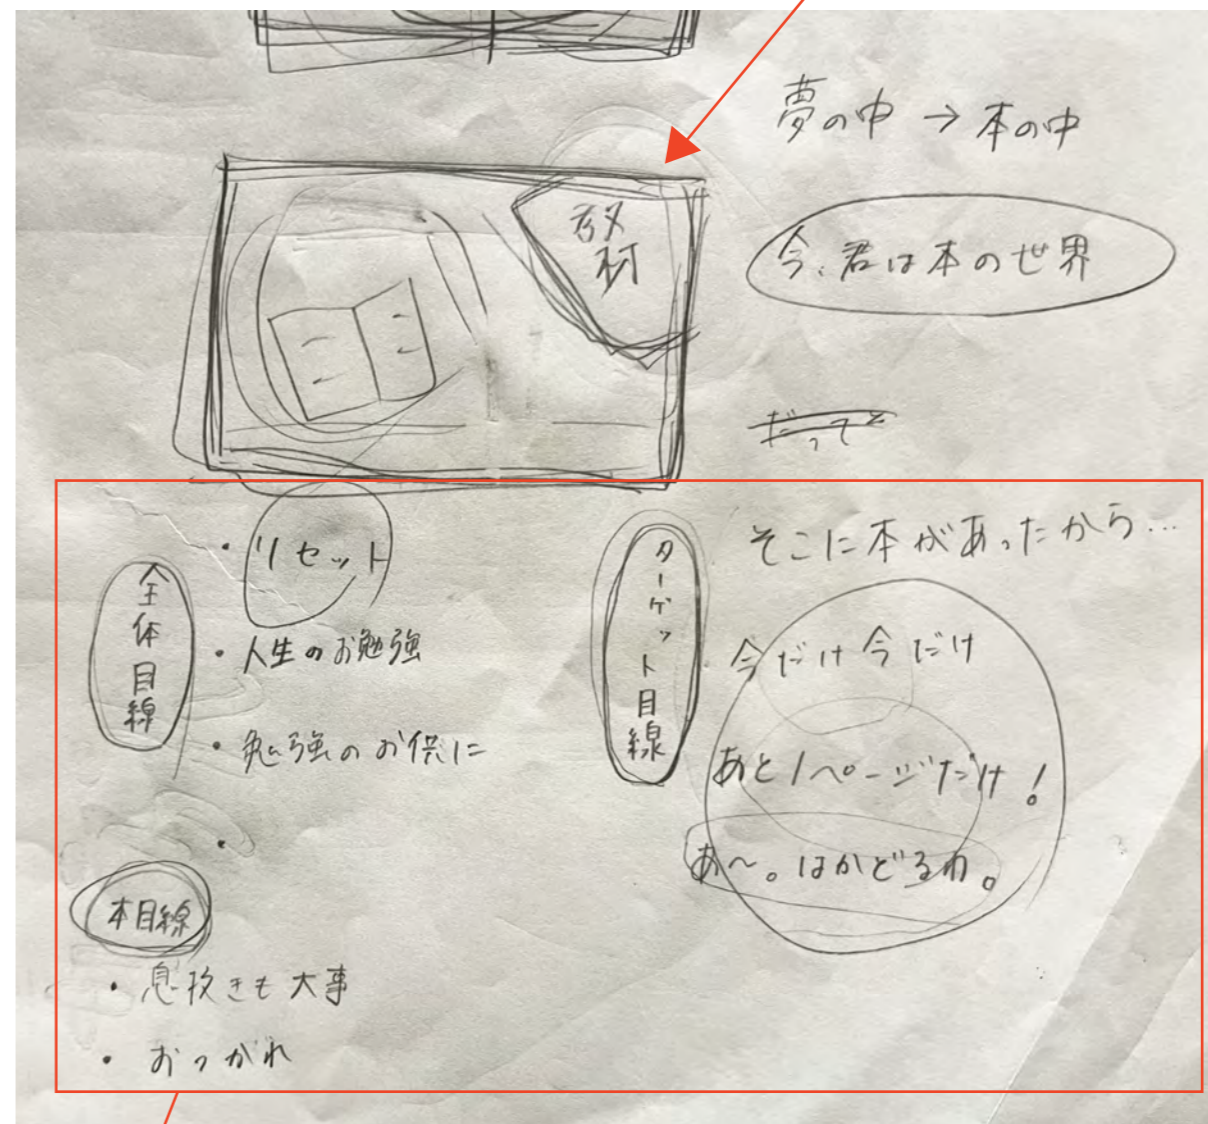 夢の中 → 本の中
教材
今、君は本の世界
だって
全体目線
・リセット
・人生のお勉強
・勉強のお供に
・
本目線
・息抜きも大事
・おつかれ
ターゲット目線
そこに本があったから…
今だけ今だけ
あと1ページだけ!
あ〜。はかどるわ。